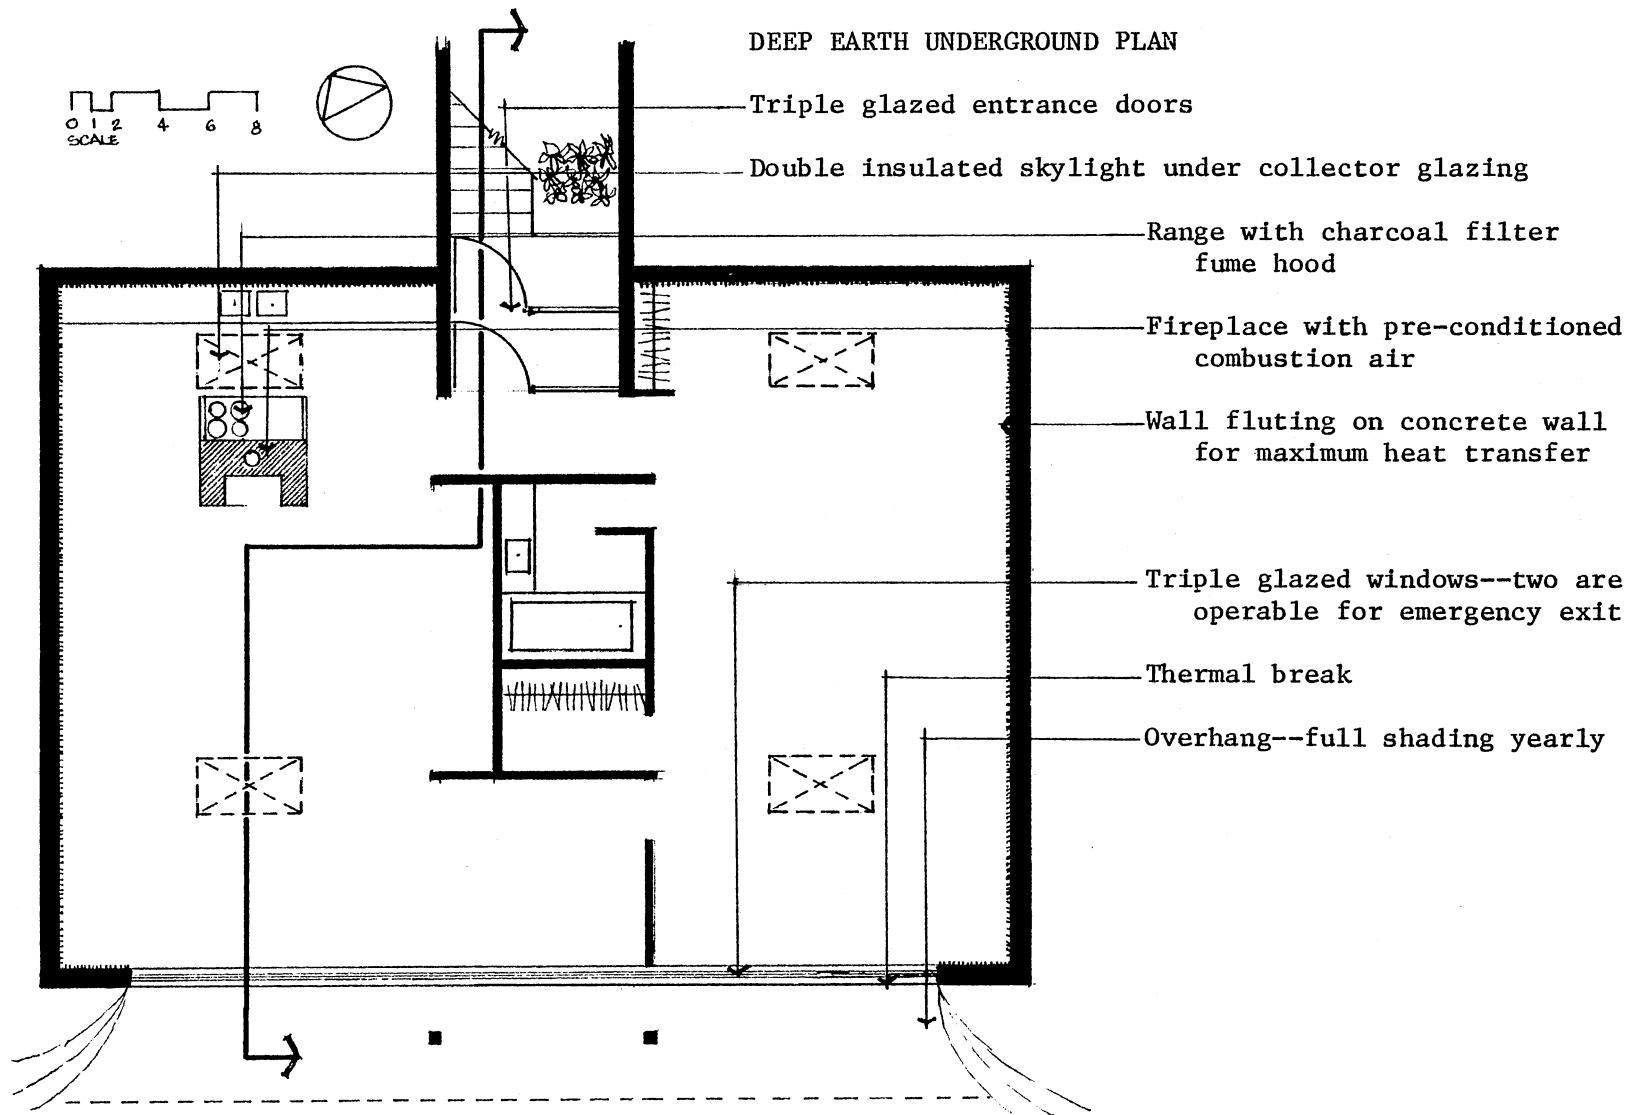 DEEP EARTH UNDERGROUND PLAN
Triple glazed entrance doors
0 1 2 4 6 8
SCALE
Double insulated skylight under collector glazing
Range with charcoal filter
fume hood
Fireplace with pre-conditioned
combustion air
Wall fluting on concrete wall
for maximum heat transfer
Triple glazed windows--two are
operable for emergency exit
Thermal break
Overhang--full shading yearly